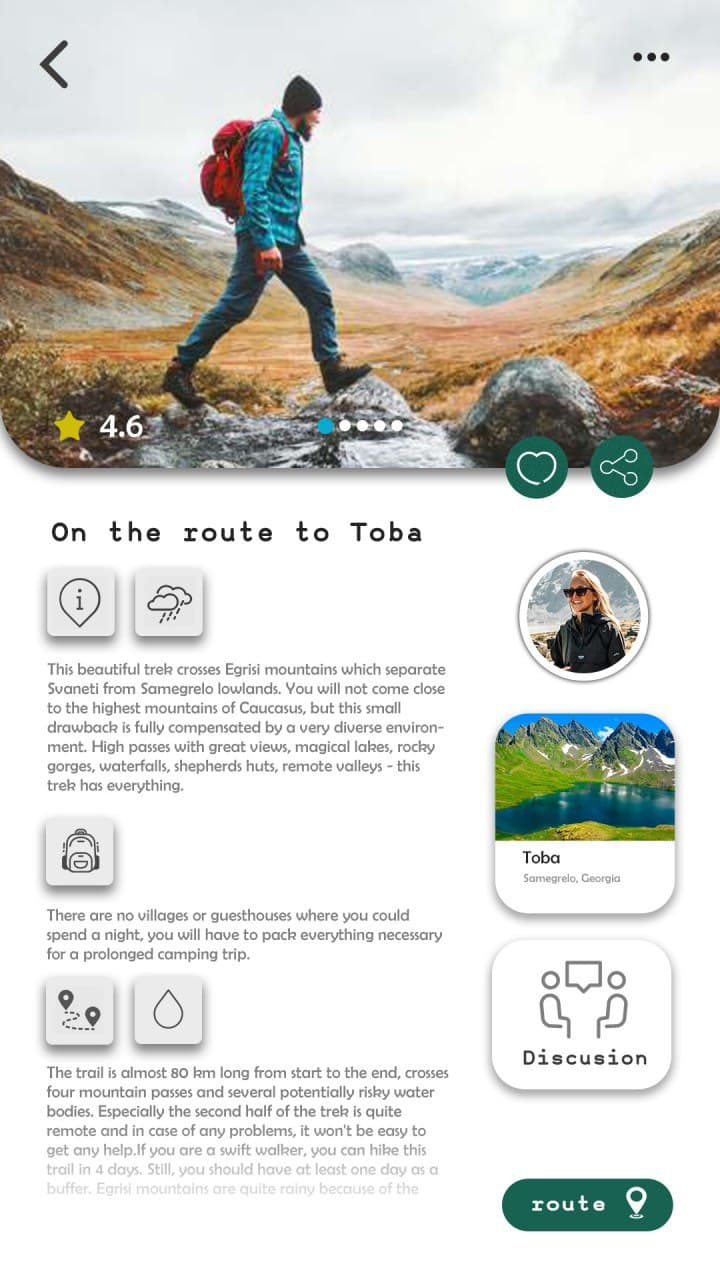 4.6
On the route to Toba
This beautiful trek crosses Egrisi mountains which separate
Svaneti from Samegrelo lowlands. You will not come close
to the highest mountains of Caucasus, but this small
drawback is fully compensated by a very diverse environ-
ment. High passes with great views, magical lakes, rocky
gorges, waterfalls, shepherds huts, remote valleys - this
trek has everything.
There are no villages or guesthouses where you could
spend a night, you will have to pack everything necessary
for a prolonged camping trip.
The trail is almost 80 km long from start to the end, crosses
four mountain passes and several potentially risky water
bodies. Especially the second half of the trek is quite
remote and in case of any problems, it won't be easy to
get any help.If you are a swift walker, you can hike this
trail in 4 days. Still, you should have at least one day as a
buffer. Egrisi mountains are quite rainy because of the
Toba
Samegrelo, Georgia
Discusion
route